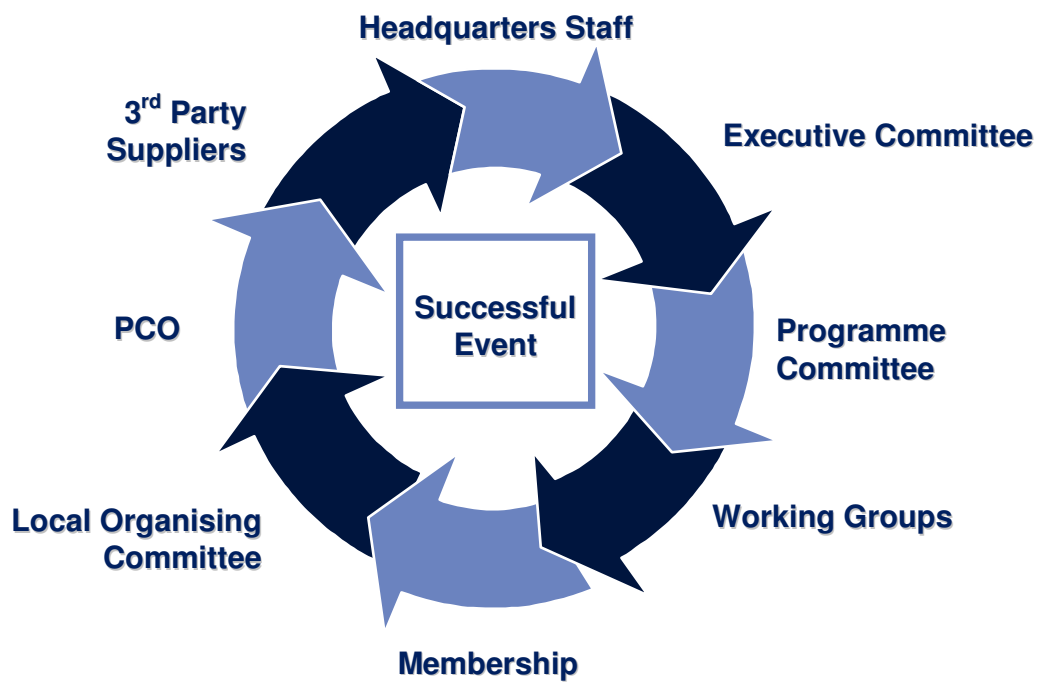 Headquarters Staff
3rd Party
Suppliers
Executive Committee
Successful
Event
PCO
Programme
Committee
Local Organising
Committee
Working Groups
Membership